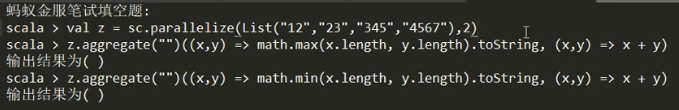 蚂蚁金服笔试填空题:
scala > val z = sc.parallelize(List("12","23","345","4567"),2)
scala > z.aggregate("")((x,y) => math.max(x.length, y.length).toString, (x,y) => x + y)
输出结果为( )
scala > z.aggregate("")((x,y) => math.min(x.length, y.length).toString, (x,y) => x + y)
输出结果为( )